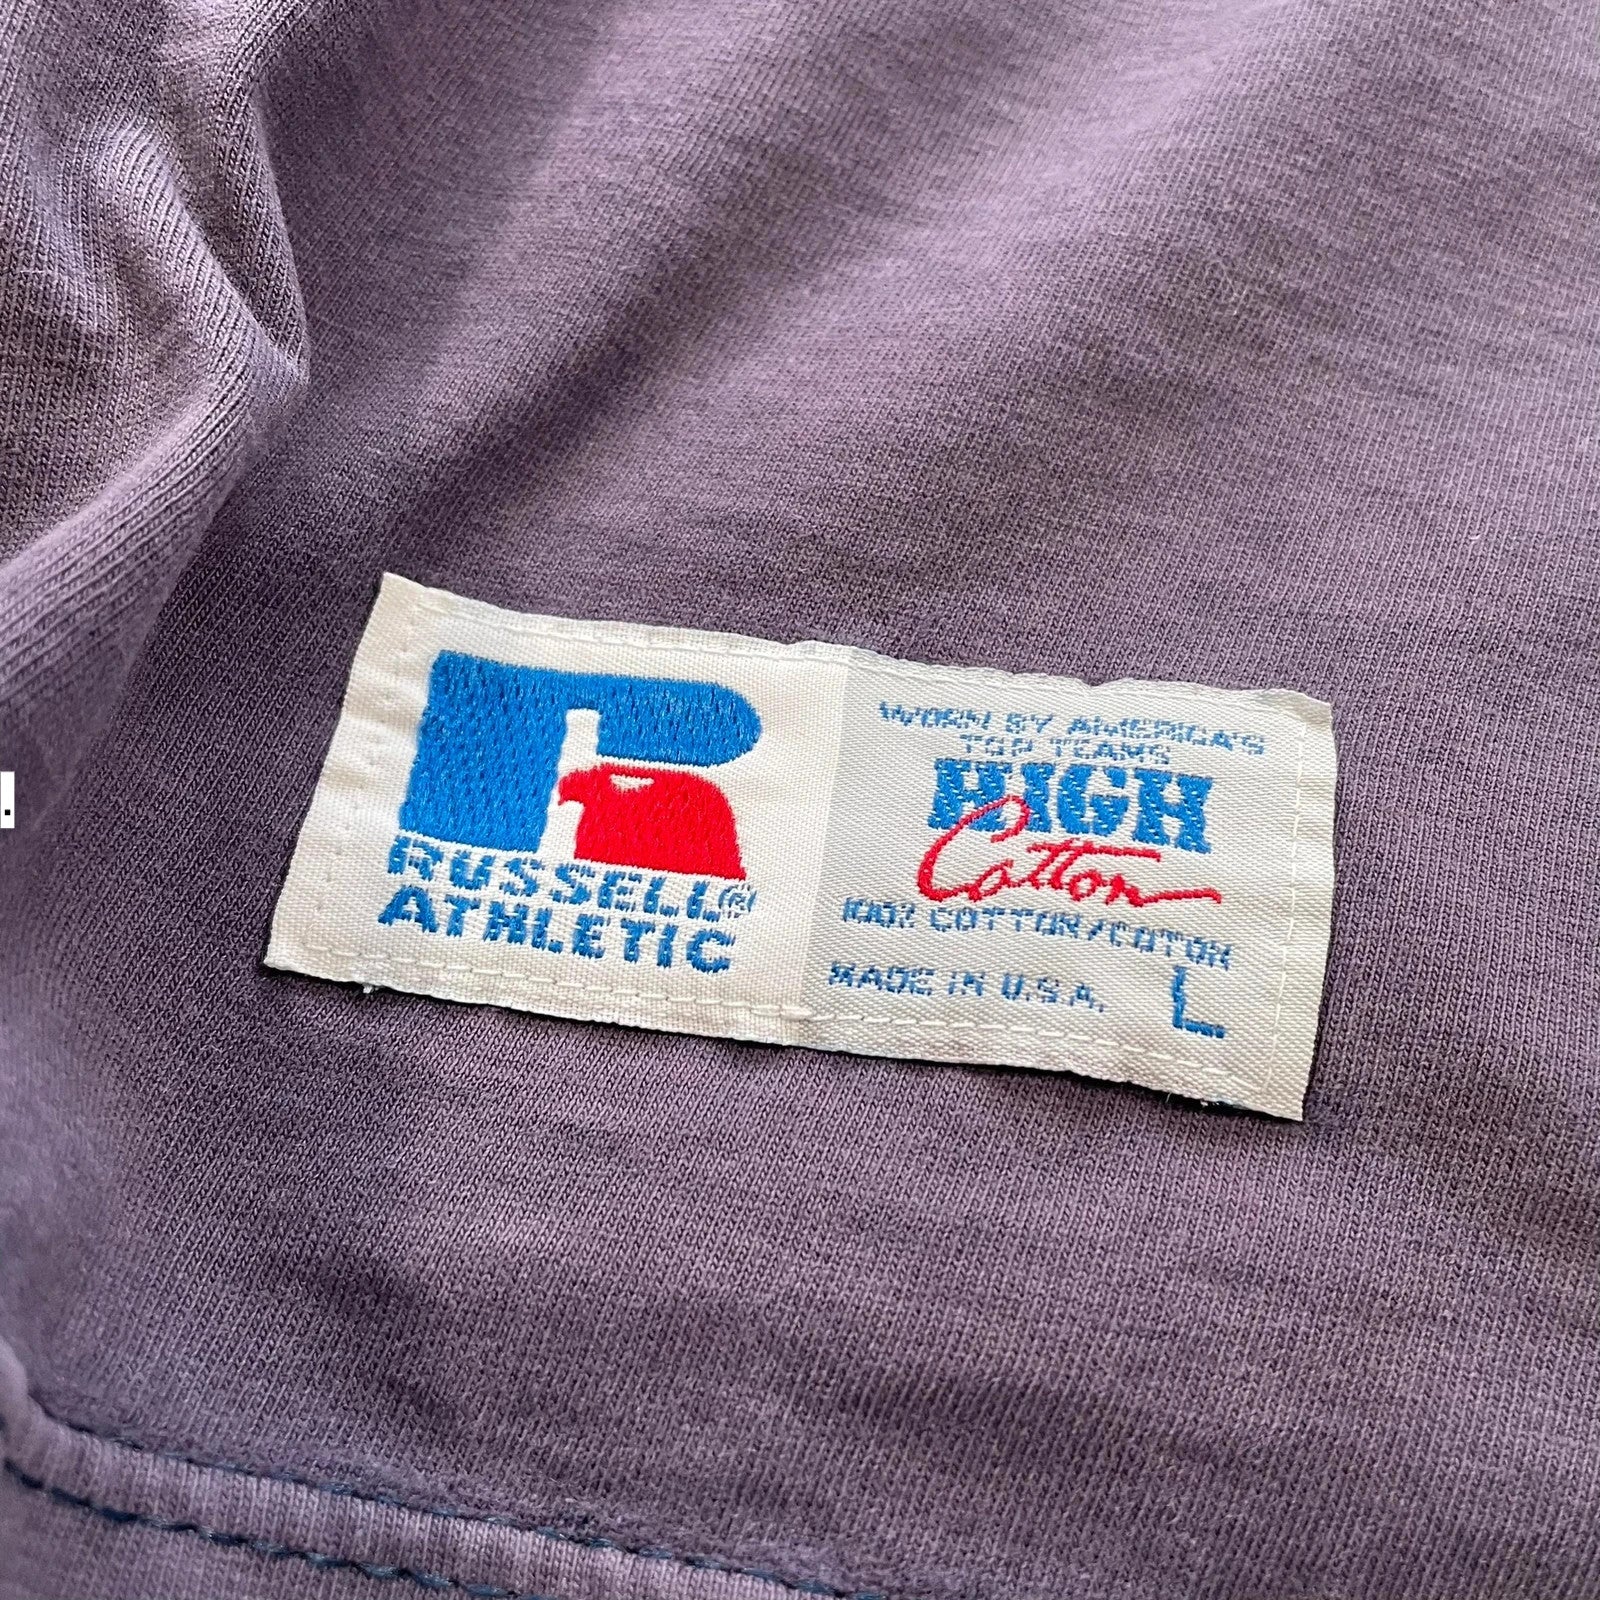 RUSSELL®
ATHLETIC
WORN BY AMERICA'S
TOP TEAMS
HIGH
Cotton
100% COTTON/COTON
MADE IN U.S.A.
L
.